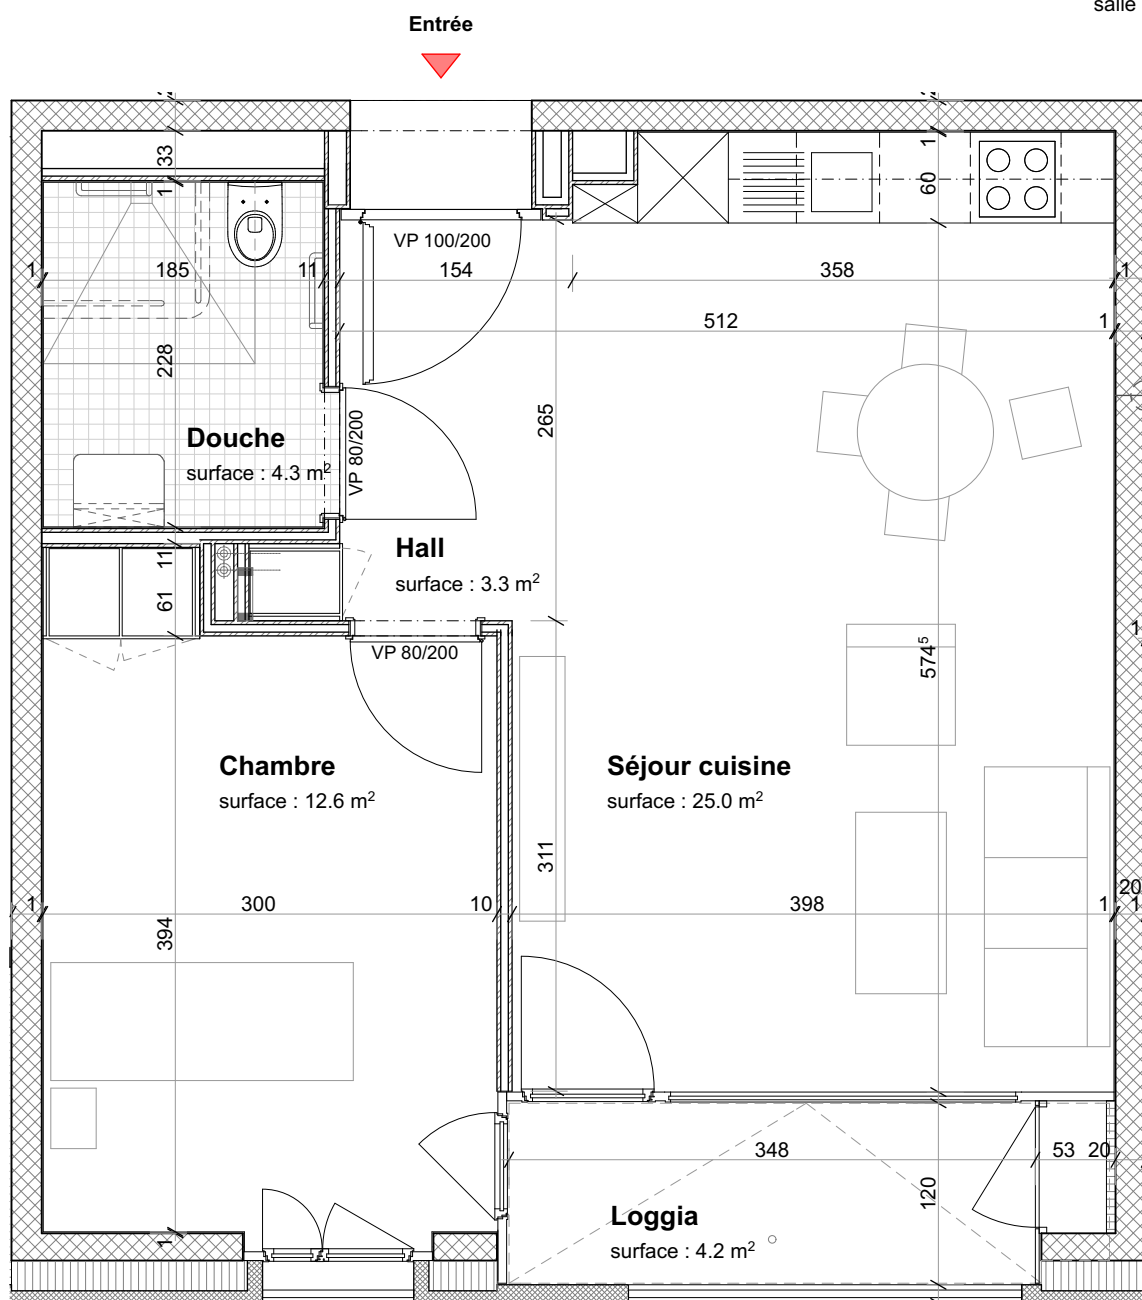 salle
Entrée
33
1
1
60
VP 100/200
1
185
11
154
358
1
512
1
228
265
VP 80/200
Douche
surface : 4.3 m²
Hall
surface : 3.3 m²
11
61
VP 80/200
574⁵
1
Chambre
surface : 12.6 m²
Séjour cuisine
surface : 25.0 m²
311
20
1
300
10
398
1
1
394
348
53
20
120
Loggia
surface : 4.2 m²
1